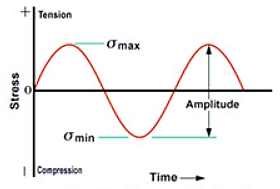 +
Tension
σmax
Stress
0
Amplitude
σmin
|
Compression
Time